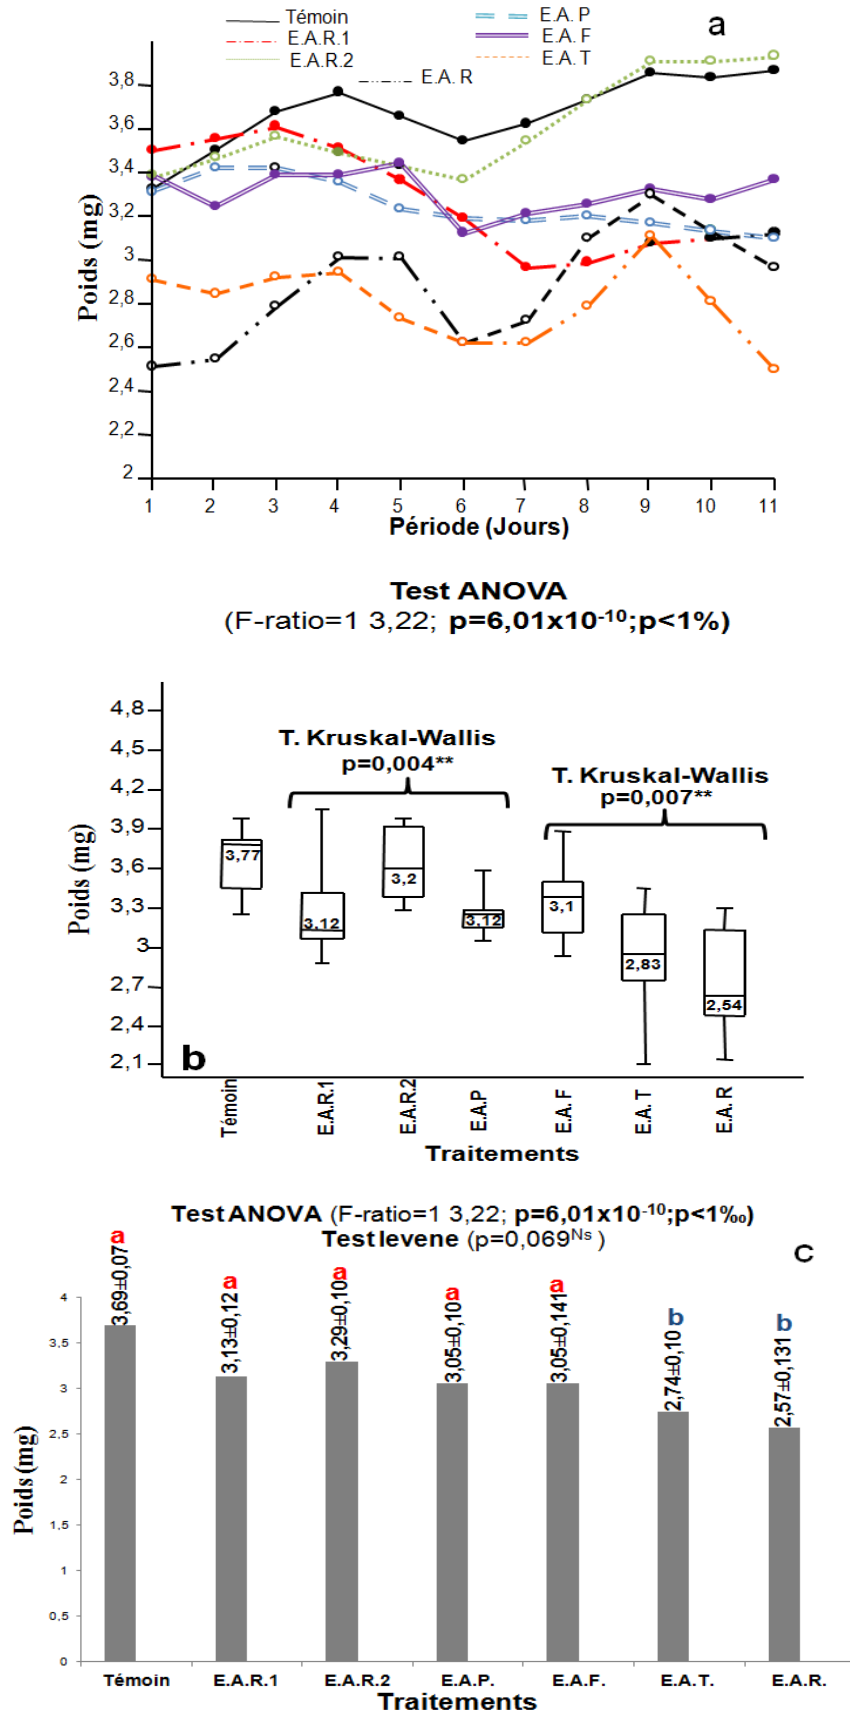 Témoin
E.A.R.1
E.A.R.2
E.A. R
E.A. P
E.A. F
E.A. T
a
3,8
3,6
3,4
3,2
3
2,8
2,6
2,4
2,2
2
Poids (mg)
1 2 3 4 5 6 7 8 9 10 11
Période (Jours)
Test ANOVA
(F-ratio=1 3,22; p=6,01x10-10;p<1%)
4,8
4,5
4,2
3,9
3,6
3,3
3
2,7
2,4
2,1
Poids (mg)
T. Kruskal-Wallis
p=0,004**
T. Kruskal-Wallis
p=0,007**
3,77
3,12
3,2
3,12
3,1
2,83
2,54
b
Témoin
E.A.R.1
E.A.R.2
E.A.P
E.A. F
E.A. T
E.A. R
Traitements
Test ANOVA (F-ratio=1 3,22; p=6,01x10-10;p<1‰)
Test levene (p=0,069Ns )
C
a a a a a b b
3,69±0,07
3,13±0,12
3,29±0,10
3,05±0,10
3,05±0,141
2,74±0,10
2,57±0,131
4
3,5
3
2,5
2
1,5
1
0,5
0
Poids (mg)
Témoin E.A.R.1 E.A.R.2 E.A.P. E.A.F. E.A.T. E.A.R.
Traitements